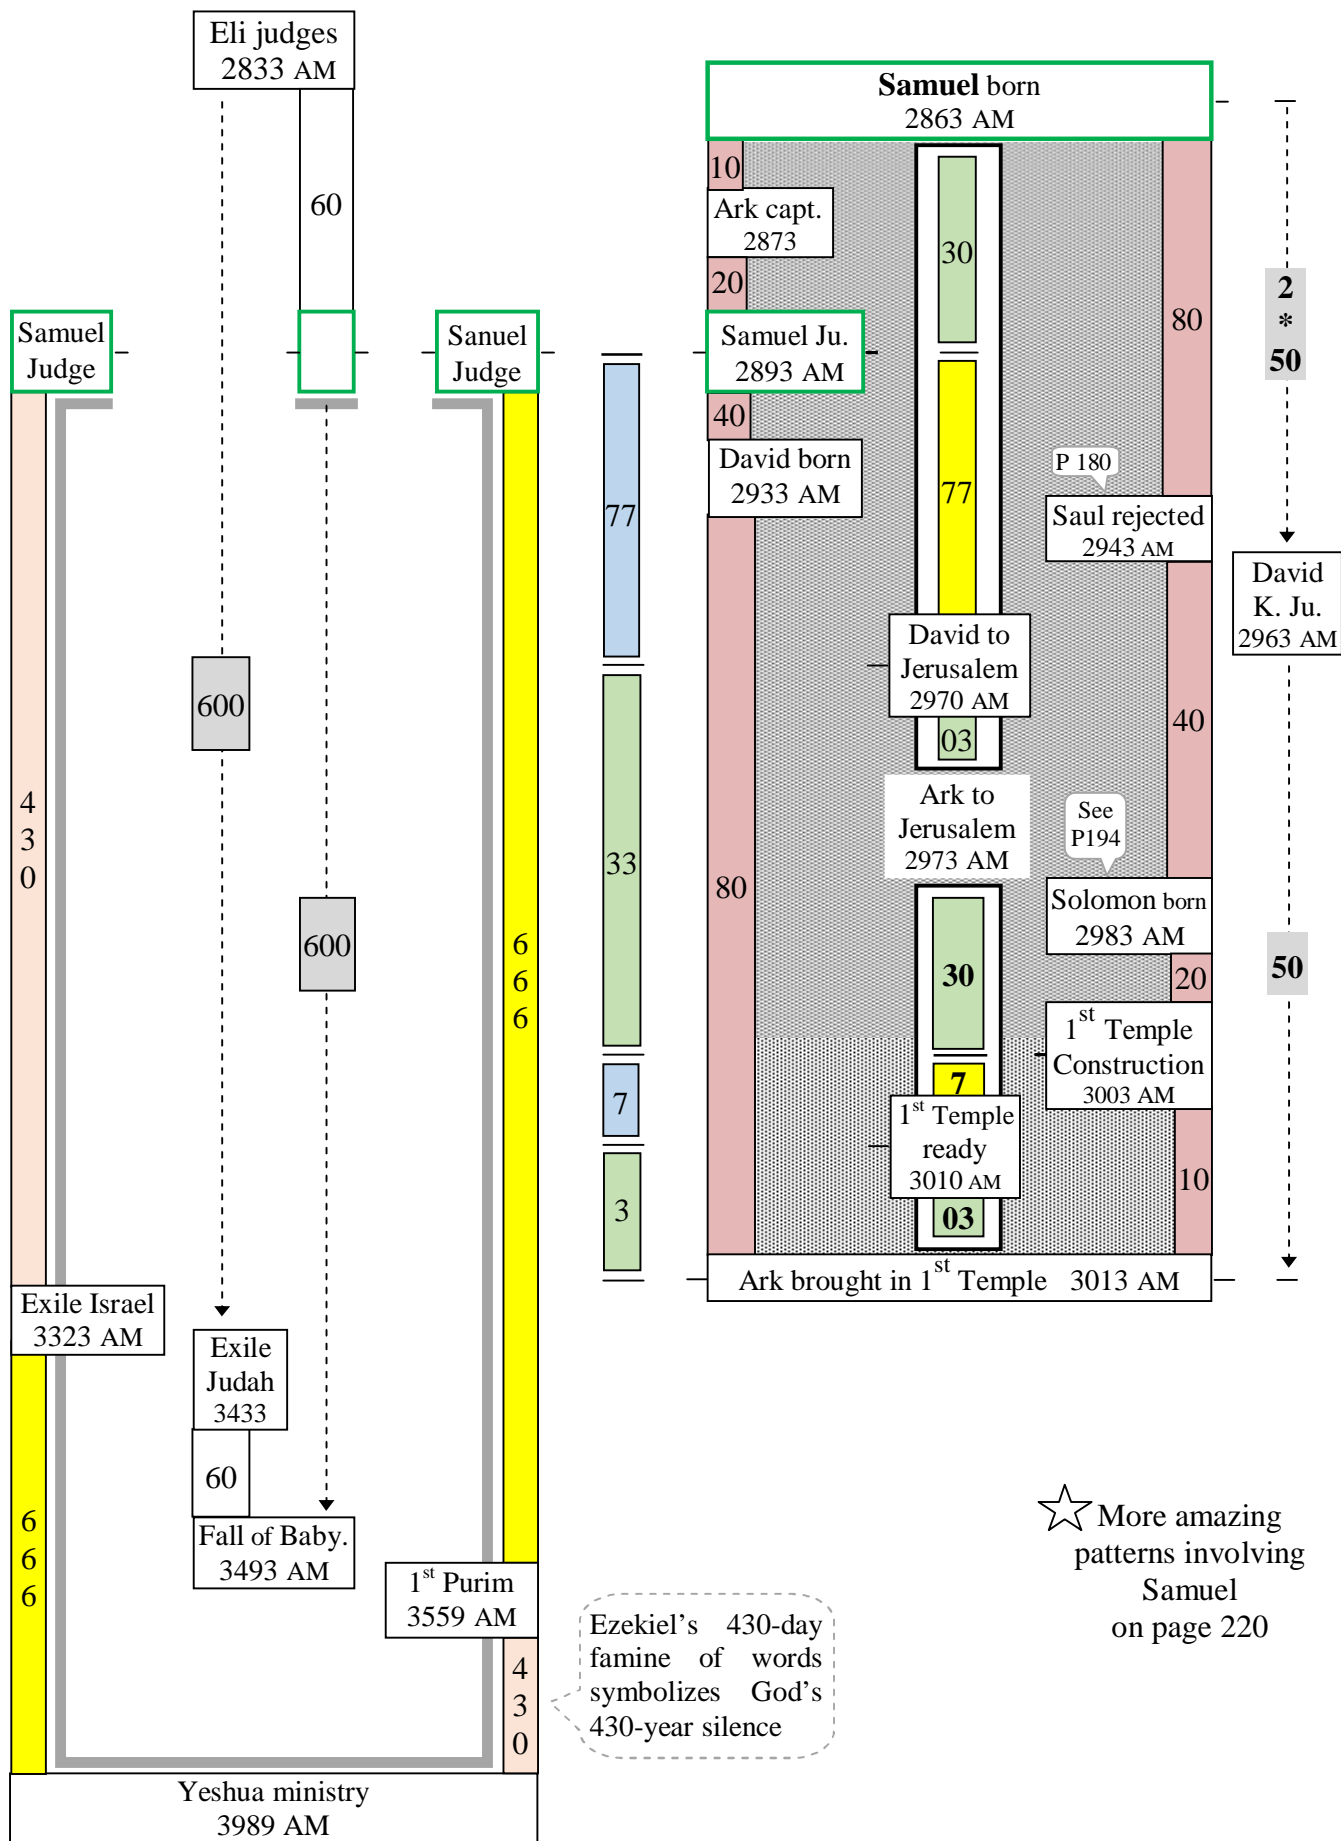 Eli judges
2833 AM
60
Samuel
Judge
Sanuel
Judge
600
600
4
3
0
6
6
6
Exile Israel
3323 AM
Exile
Judah
3433
60
Fall of Baby.
3493 AM
6
6
6
1st Purim
3559 AM
4
3
0
Yeshua ministry
3989 AM
Ezekiel's 430-day
famine of words
symbolizes God's
430-year silence
77
33
7
3
Samuel born
2863 AM
10
Ark capt.
2873
20
Samuel Ju.
2893 AM
40
David born
2933 AM
80
30
77
David to
Jerusalem
2970 AM
03
Ark to
Jerusalem
2973 AM
30
7
1st Temple
ready
3010 AM
03
80
P 180
Saul rejected
2943 AM
40
See
P194
Solomon born
2983 AM
20
1st Temple
Construction
3003 AM
10
Ark brought in 1st Temple 3013 AM
2
*
50
David
K. Ju.
2963 AM
50
More amazing
patterns involving
Samuel
on page 220